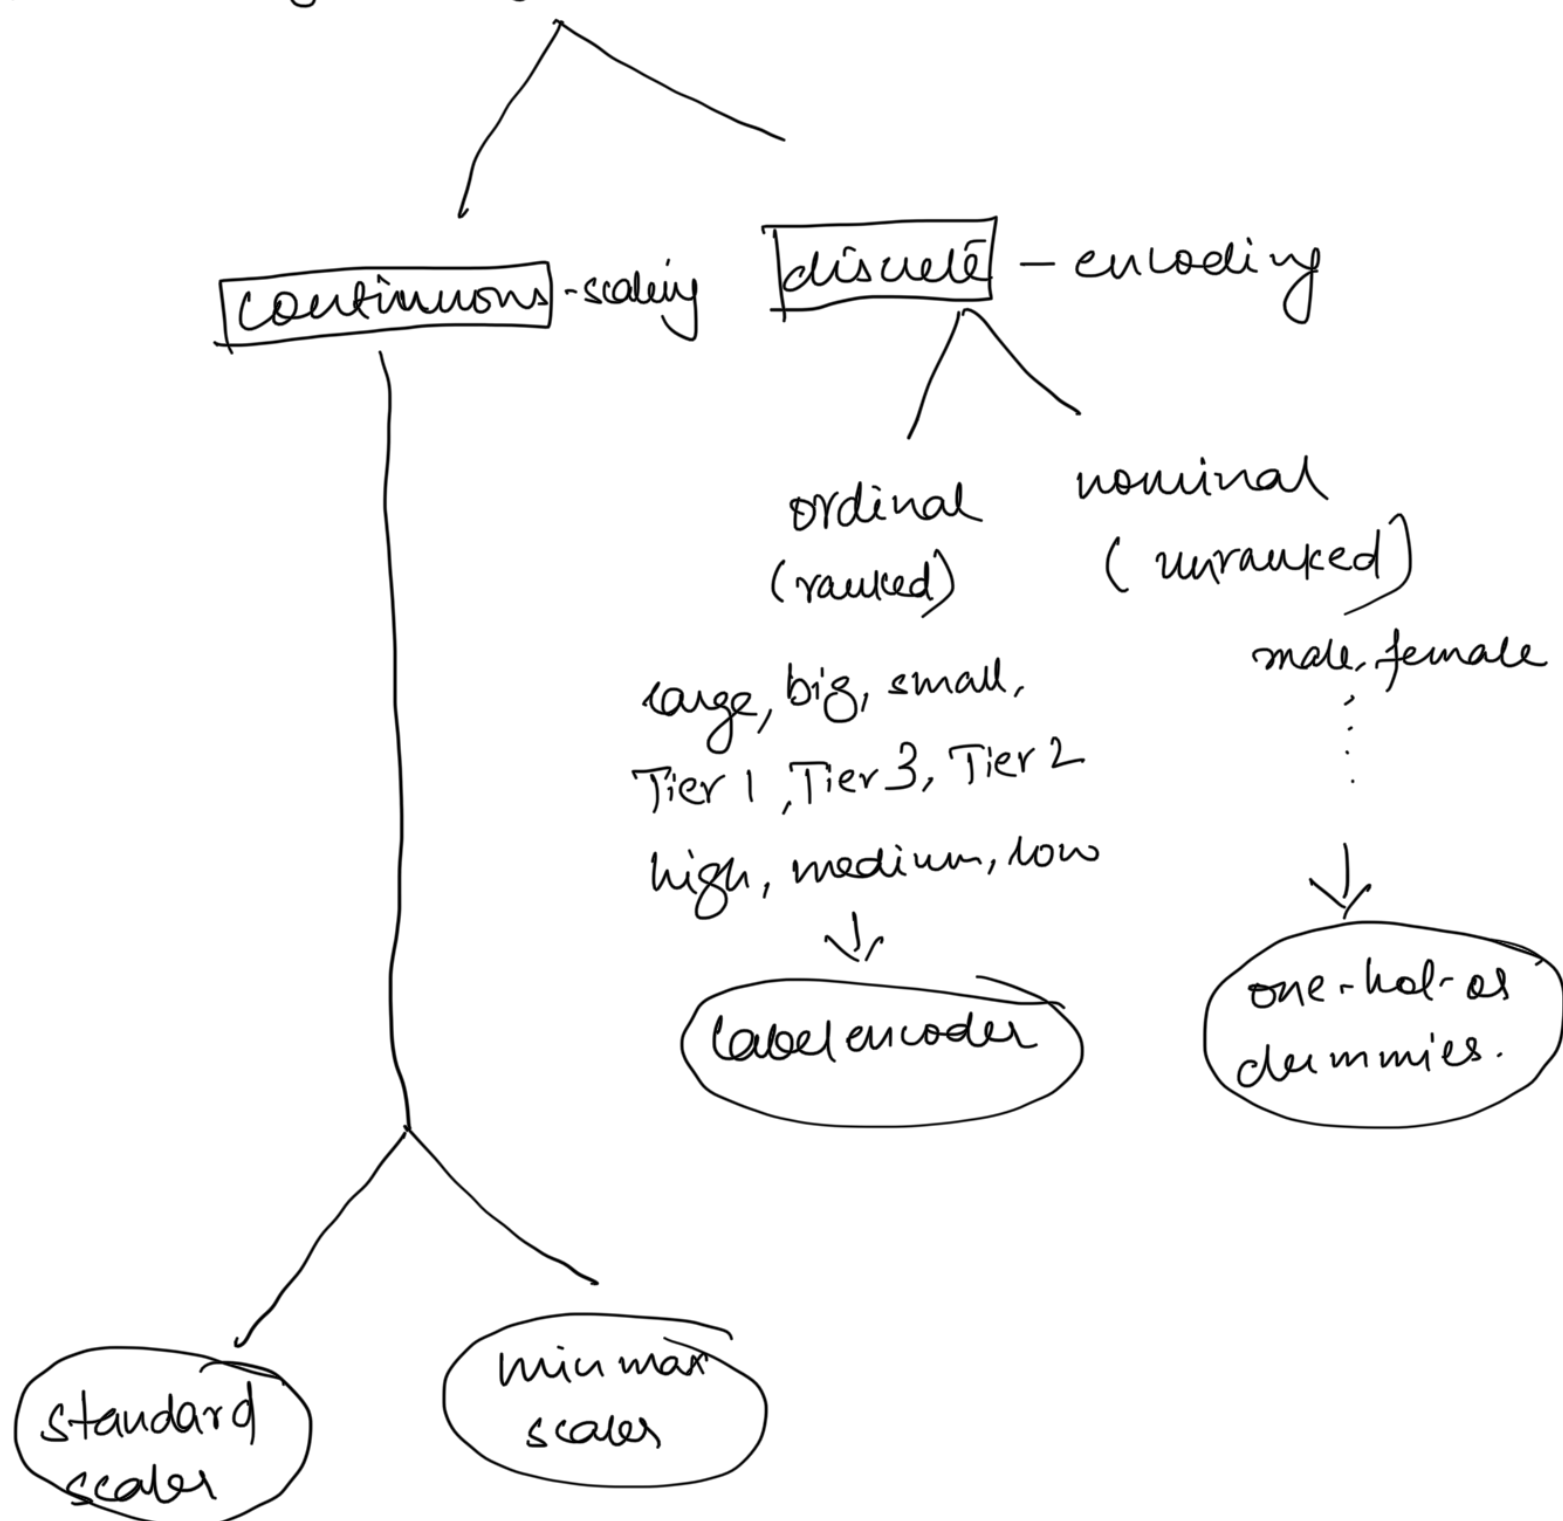 continuous - scaling
discrete - encoding
ordinal
(ranked)
nominal
(unranked)
large, big, small,
Tier 1, Tier 3, Tier 2
high, medium, low
male, female
label encoder
one-hot-
dummies.
standard
scaler
min max
scaler